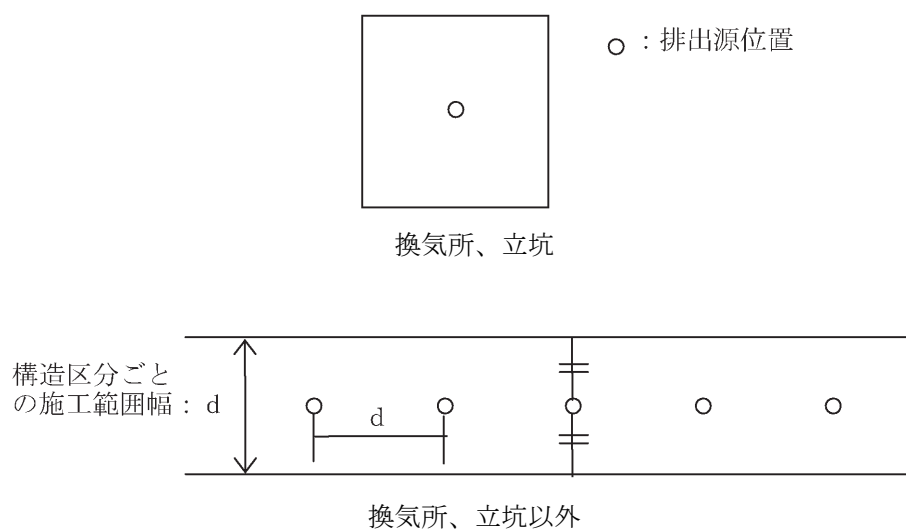 ：排出源位置
換気所、立坑
構造区分ごと
の施工範囲幅：d
d
換気所、立坑以外